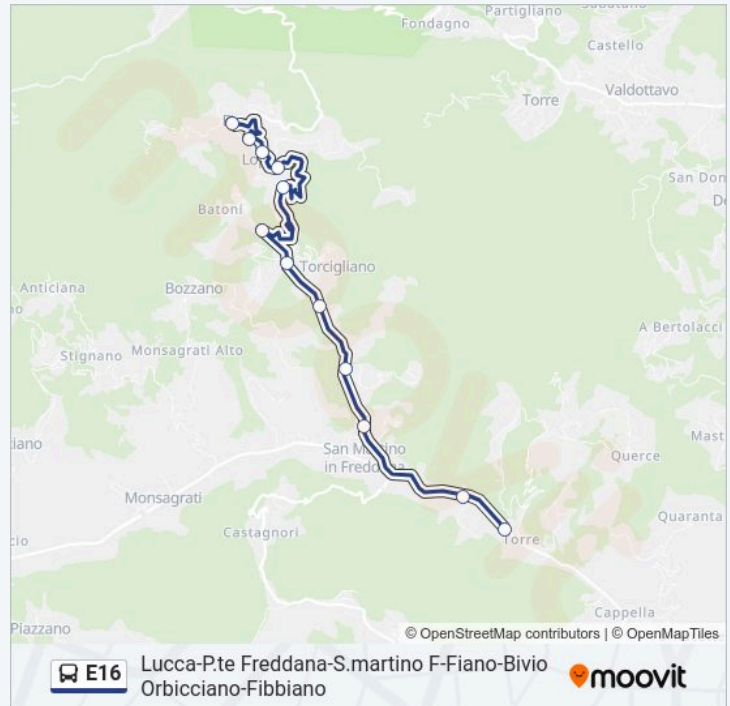 Partigliano
Fondagno
Castello
Valdottavo
Torre
San Don
Batoni
De
Torcigliano
Anticiana
Bozzano
A Bertolacci
Stignano
Monsagrati Alto
San Martino
in Freddana
Mast
Querce
Monsagrati
Quaranta
Castagnori
Torre
Cappella
Piazzano
© OpenStreetMap contributors | © OpenMapTiles
E16
Lucca-P.te Freddana-S.martino F-Fiano-Bivio
Orbicciano-Fibbiano
moovit